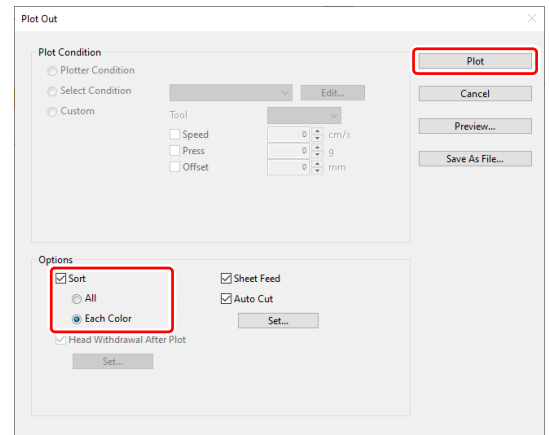 Plot Out
Plot Condition
Plotter Condition
Select Condition
Edit...
Custom
Tool
Speed
0
cm/s
Press
0
g
Offset
0
mm
Plot
Cancel
Preview...
Save As File...
Options
Sort
All
Each Color
Head Withdrawal After Plot
Set...
Sheet Feed
Auto Cut
Set...